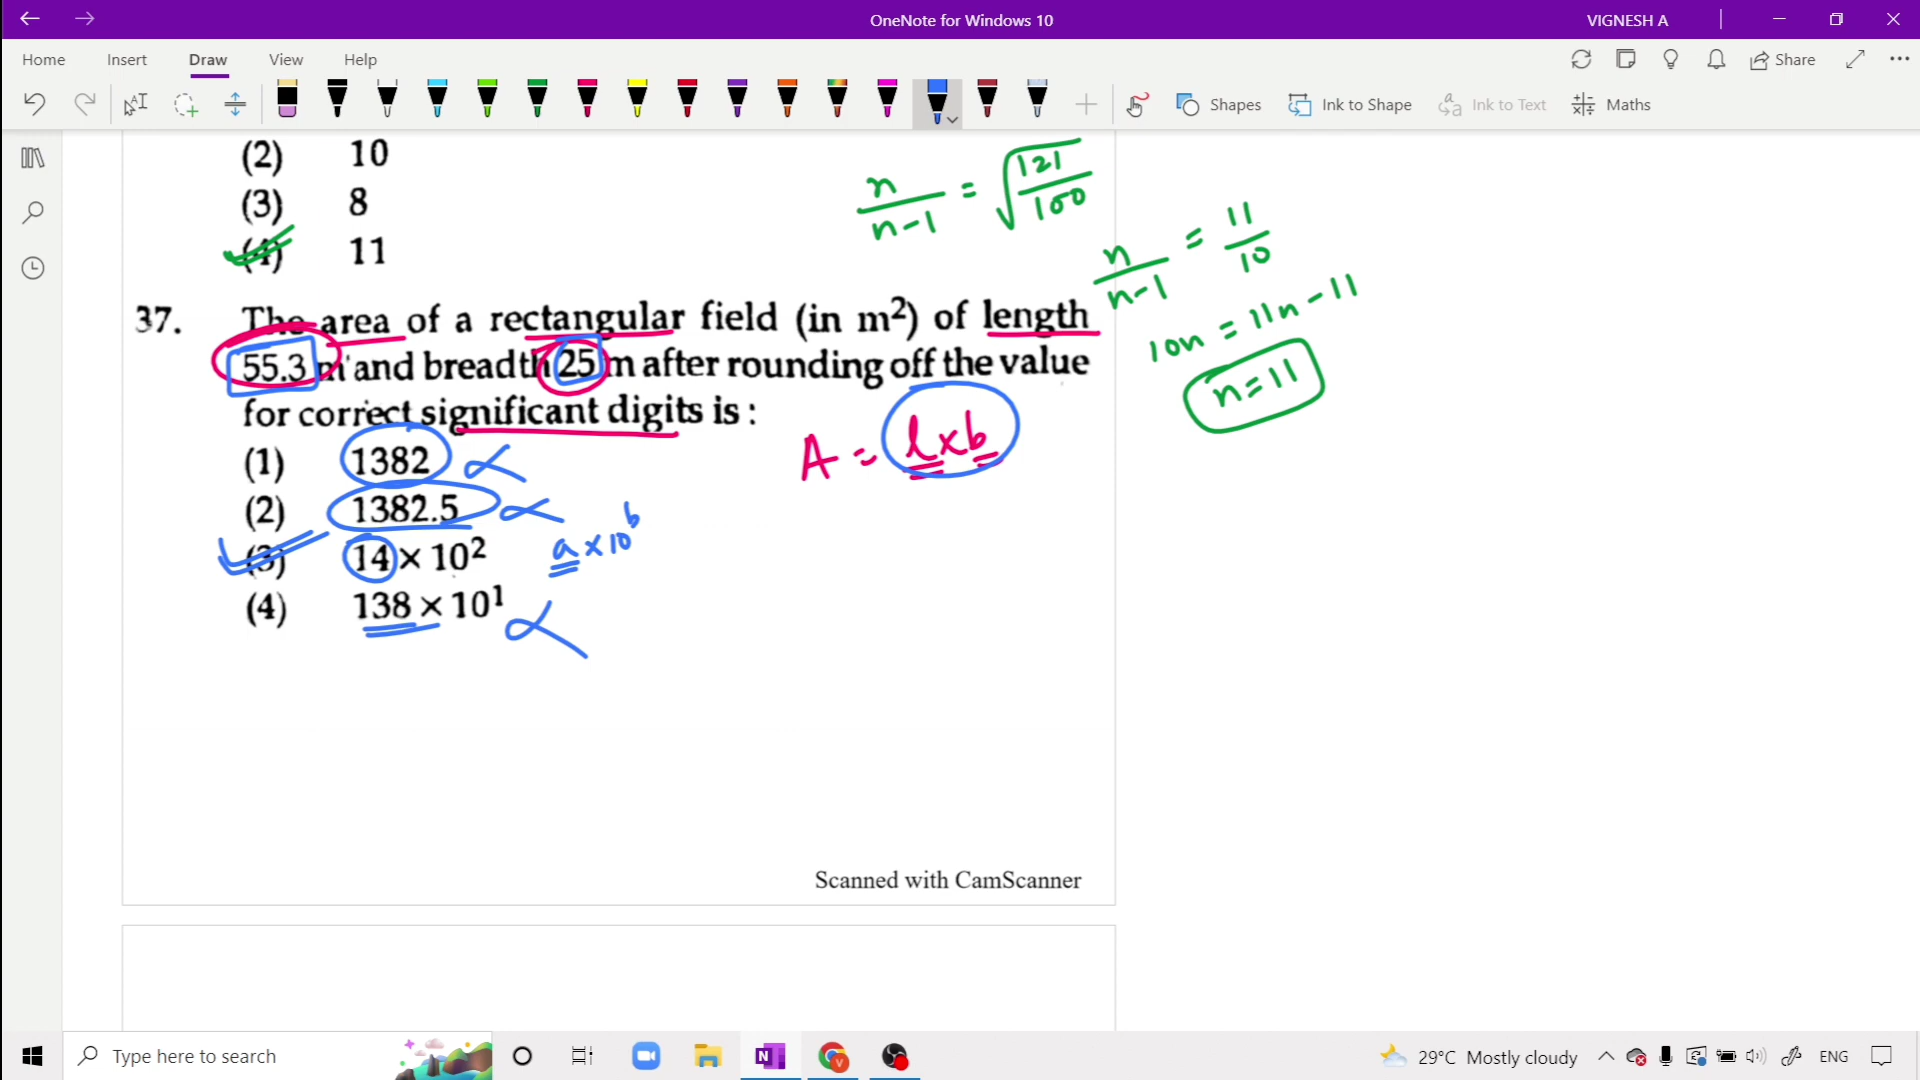 OneNote for Windows 10
VIGNESH A
Home Insert Draw View Help
Share
Shapes
Ink to Shape
Ink to Text
Maths
(2) 10
(3) 8
(4) 11
n/n-1 = √121/100
n/n-1 = 11/10
10n = 11n - 11
n = 11
37. The area of a rectangular field (in m²) of length
55.3 m and breadth 25 m after rounding off the value
for correct significant digits is :
A = l x b
(1) 1382
(2) 1382.5
(3) 14 × 10²
a x 10ᵇ
(4) 138 × 10¹
Scanned with CamScanner
Type here to search
29°C Mostly cloudy
ENG